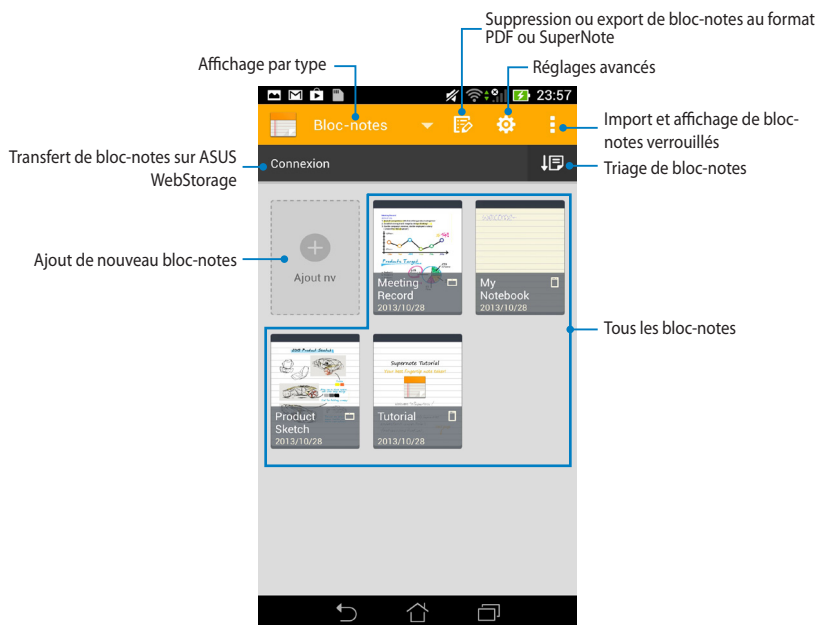 Suppression ou export de bloc-notes au format
PDF ou SuperNote
Affichage par type
Réglages avancés
23:57
Bloc-notes
Import et affichage de bloc-
notes verrouillés
Transfert de bloc-notes sur ASUS
WebStorage
Connexion
Triage de bloc-notes
Ajout de nouveau bloc-notes
Ajout nv
Products Target
Meeting
Record
2013/10/28
My
Notebook
2013/10/28
Tous les bloc-notes
Product
Sketch
2013/10/28
Supernote Tutorial
Tutorial
2013/10/28